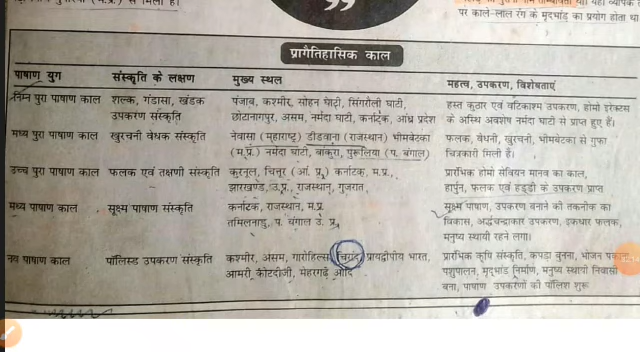 (म.प्र.) से मिली है।
पर काले-लाल रंग के मृदभांड का प्रयोग होता था
प्रागैतिहासिक काल
पाषाण युग संस्कृति के लक्षण मुख्य स्थल महत्व, उपकरण, विशेषताएं
निम्न पुरा पाषाण काल शल्क, गंडासा, खंडक पंजाब, कश्मीर, सोहन घाटी, सिंगरौली घाटी, हस्त कुठार एवं वटिकाश्म उपकरण, होमो इरेक्टस
उपकरण संस्कृति छोटानागपुर, असम, नर्मदा घाटी, कर्नाटक, आंध्र प्रदेश के अस्थि अवशेष नर्मदा घाटी से प्राप्त हुए हैं।
मध्य पुरा पाषाण काल खुरचनी वेधक संस्कृति नेवासा (महाराष्ट्र) डीडवाना (राजस्थान) भीमबेटका फलक, बेधनी, खुरचनी, भीमबेटका से गुफा
(म.प्र.) नर्मदा घाटी, बांकुरा, पुरूलिया (प. बंगाल) चित्रकारी मिली है।
उच्च पुरा पाषाण काल फलक एवं तक्षणी संस्कृति कुरनूल, चित्तूर (आं. प्र.) कर्नाटक, म.प्र., प्रारंभिक होमो सेपियन मानव का काल,
झारखण्ड, उ.प्र., राजस्थान, गुजरात, हार्पुन, फलक एवं हड्डी के उपकरण प्राप्त
मध्य पाषाण काल सूक्ष्म पाषाण संस्कृति कर्नाटक, राजस्थान, म.प्र. सूक्ष्म पाषाण, उपकरण बनाने की तकनीक का
तमिलनाडु, प. बंगाल उ. प्र. विकास, अर्द्धचन्द्राकार उपकरण, इकधार फलक,
मनुष्य स्थायी रहने लगा।
नव पाषाण काल पॉलिस्ड उपकरण संस्कृति कश्मीर, असम, गारोहिल्स चिरांद प्रायद्वीपीय भारत, प्रारंभिक कृषि संस्कृति, कपड़ा बुनना, भोजन
आमरी, कोटदीजी, मेहरगढ़ आदि पशुपालन, मृदभांड निर्माण, मनुष्य स्थायी निवासी
बना, पाषाण उपकरणों की पॉलिश शुरू